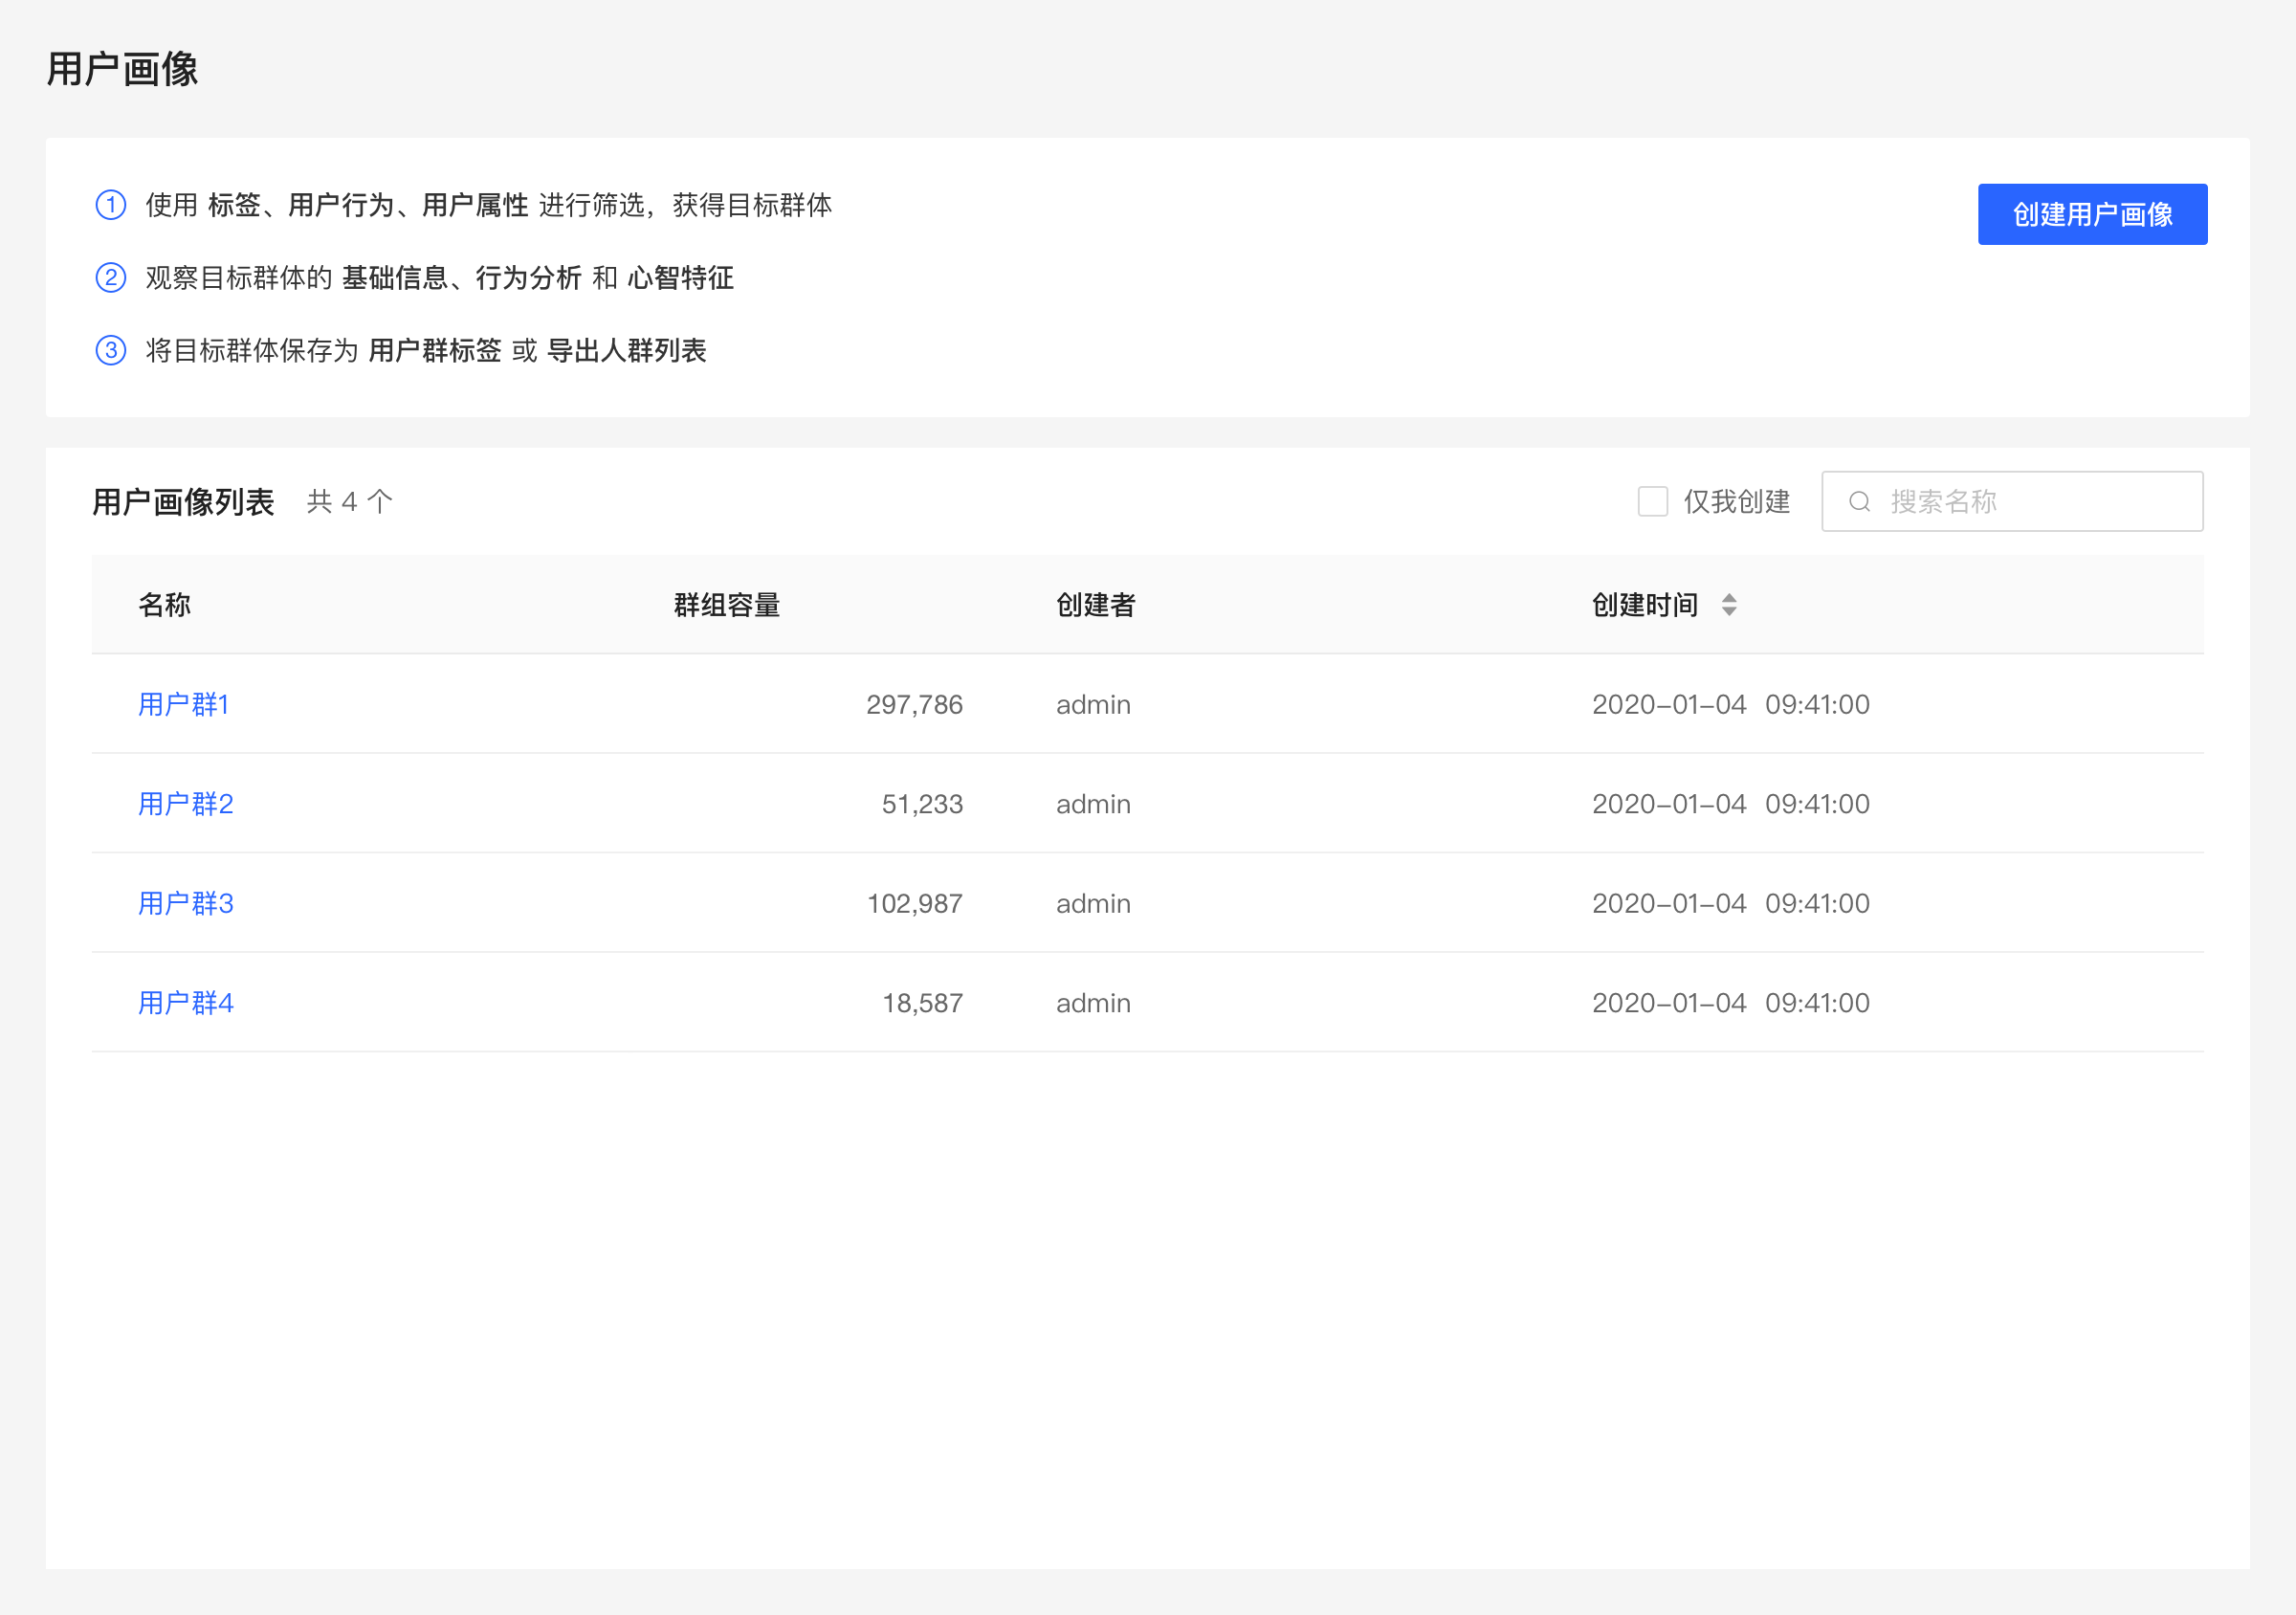 用户画像
① 使用 标签、用户行为、用户属性 进行筛选，获得目标群体
创建用户画像
② 观察目标群体的 基础信息、行为分析 和 心智特征
③ 将目标群体保存为 用户群标签 或 导出人群列表
用户画像列表 共 4 个 仅我创建 搜索名称
名称 群组容量 创建者 创建时间
用户群1 297,786 admin 2020-01-04 09:41:00
用户群2 51,233 admin 2020-01-04 09:41:00
用户群3 102,987 admin 2020-01-04 09:41:00
用户群4 18,587 admin 2020-01-04 09:41:00